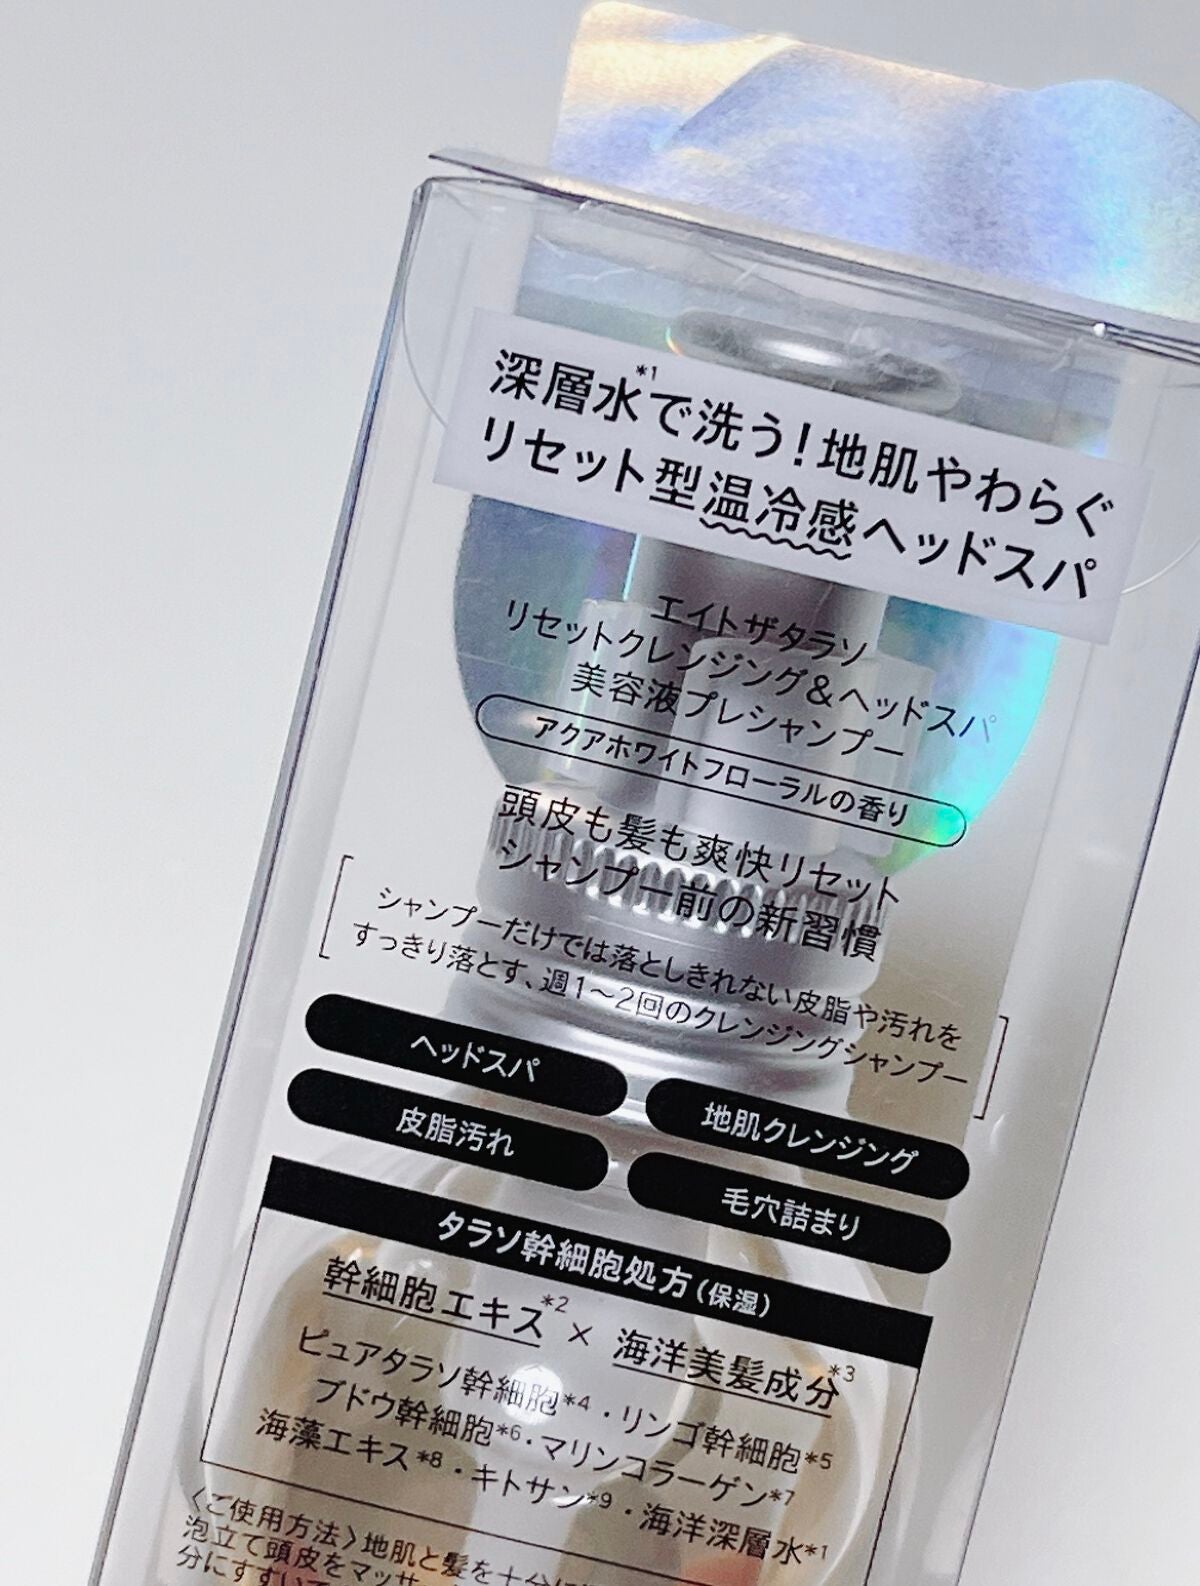 深層水*1で洗う!地肌やわらぐ
リセット型温冷感ヘッドスパ
エイトザタラソ
リセットクレンジング&ヘッドスパ
美容液プレシャンプー
アクアホワイトフローラルの香り
頭皮も髪も爽快リセット
シャンプー前の新習慣
シャンプーだけでは落としきれない皮脂や汚れを
すっきり落とす、週1〜2回のクレンジングシャンプー
ヘッドスパ 地肌クレンジング
皮脂汚れ 毛穴詰まり
タラソ幹細胞処方(保湿)
幹細胞エキス*2 × 海洋美髪成分*3
ピュアタラソ幹細胞*4・リンゴ幹細胞*5
ブドウ幹細胞*6・マリンコラーゲン*7
海藻エキス*8・キトサン*9・海洋深層水*1
〈ご使用方法〉地肌と髪を十分に
泡立て頭皮をマッサー
分にすすいで